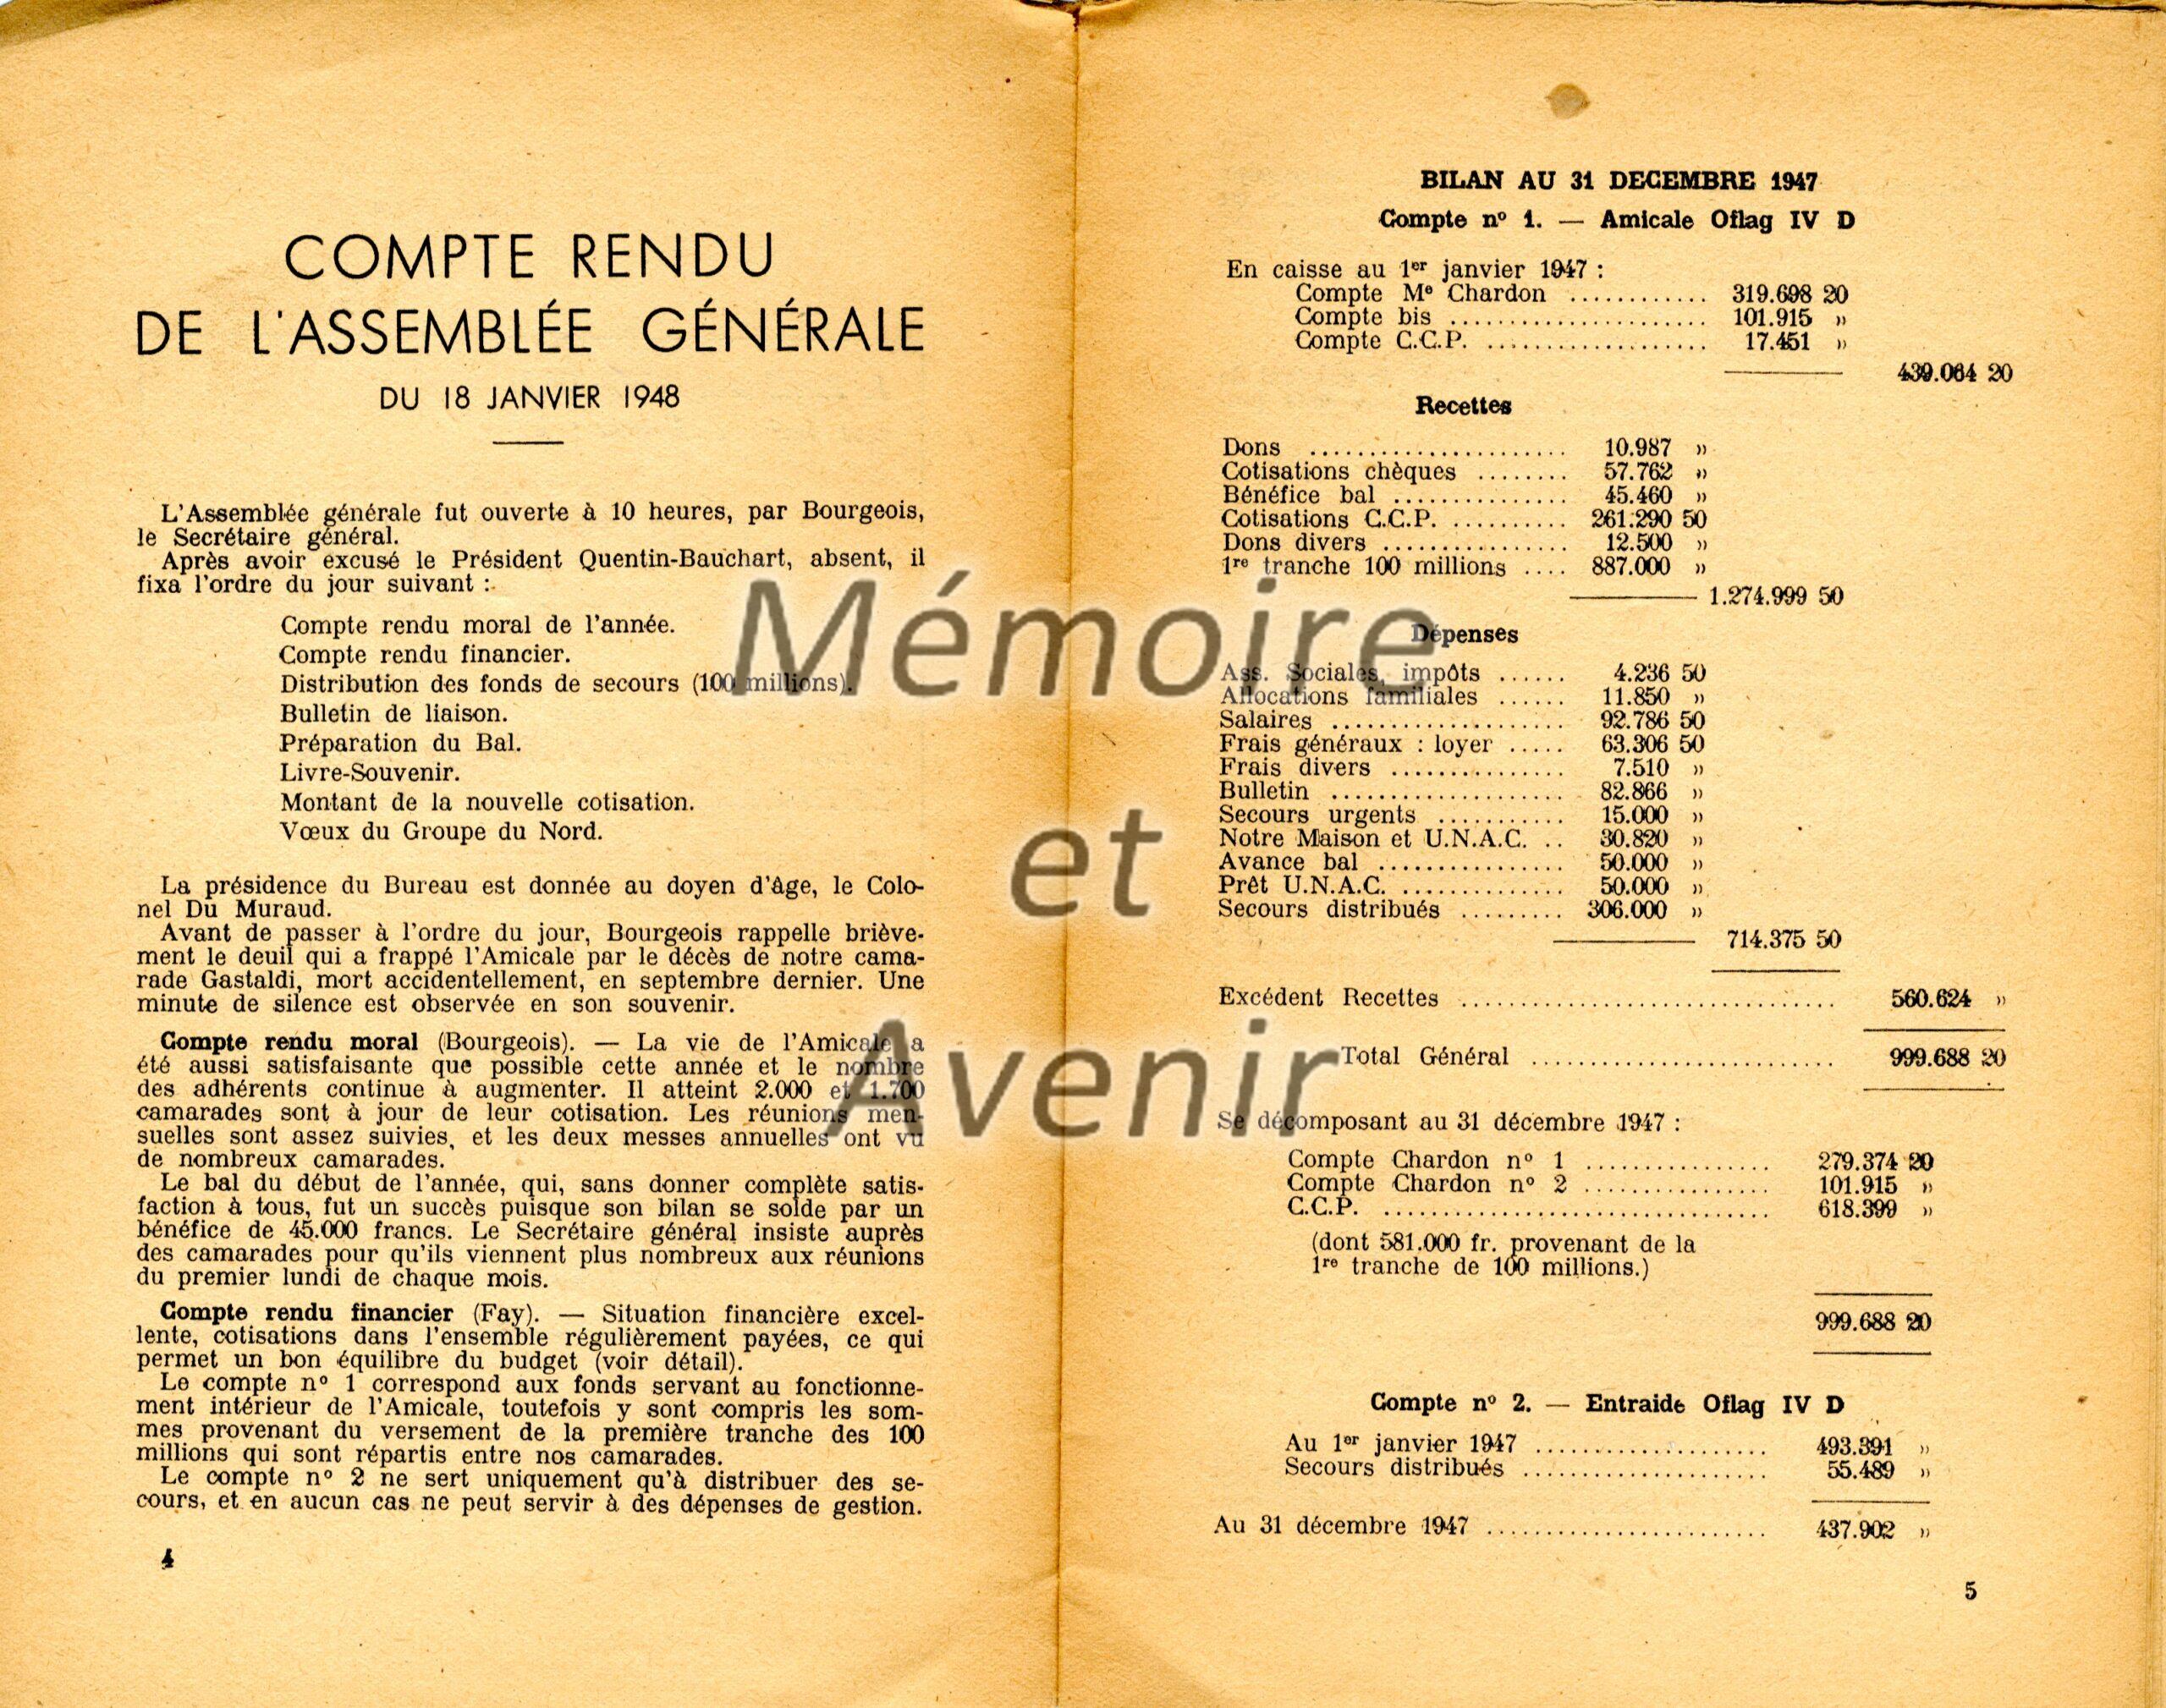 COMPTE RENDU
DE L'ASSEMBLÉE GÉNÉRALE
DU 18 JANVIER 1948
L'Assemblée générale fut ouverte à 10 heures, par Bourgeois,
le Secrétaire général.
Après avoir excusé le Président Quentin-Bauchart, absent, il
fixa l'ordre du jour suivant :
Compte rendu moral de l'année.
Compte rendu financier.
Distribution des fonds de secours (100 millions).
Bulletin de liaison.
Préparation du Bal.
Livre-Souvenir.
Montant de la nouvelle cotisation.
Vœux du Groupe du Nord.
La présidence du Bureau est donnée au doyen d'âge, le Colo-
nel Du Muraud.
Avant de passer à l'ordre du jour, Bourgeois rappelle briève-
ment le deuil qui a frappé l'Amicale par le décès de notre cama-
rade Gastaldi, mort accidentellement, en septembre dernier. Une
minute de silence est observée en son souvenir.
Compte rendu moral (Bourgeois). — La vie de l'Amicale a
été aussi satisfaisante que possible cette année et le nombre
des adhérents continue à augmenter. Il atteint 2.000 et 1.700
camarades sont à jour de leur cotisation. Les réunions men-
suelles sont assez suivies, et les deux messes annuelles ont vu
de nombreux camarades.
Le bal du début de l'année, qui, sans donner complète satis-
faction à tous, fut un succès puisque son bilan se solde par un
bénéfice de 45.000 francs. Le Secrétaire général insiste auprès
des camarades pour qu'ils viennent plus nombreux aux réunions
du premier lundi de chaque mois.
Compte rendu financier (Fay). — Situation financière excel-
lente, cotisations dans l'ensemble régulièrement payées, ce qui
permet un bon équilibre du budget (voir détail).
Le compte nº 1 correspond aux fonds servant au fonctionne-
ment intérieur de l'Amicale, toutefois y sont compris les som-
mes provenant du versement de la première tranche des 100
millions qui sont répartis entre nos camarades.
Le compte nº 2 ne sert uniquement qu'à distribuer des se-
cours, et en aucun cas ne peut servir à des dépenses de gestion.
4
BILAN AU 31 DECEMBRE 1947
Compte nº 1. — Amicale Oflag IV D
En caisse au 1er janvier 1947 :
Compte Me Chardon ............ 319.698 20
Compte bis ...................... 101.915 »
Compte C.C.P. ................... 17.451 »
439.064 20
Recettes
Dons ...................... 10.987 »
Cotisations chèques ........ 57.762 »
Bénéfice bal ............... 45.460 »
Cotisations C.C.P. .......... 261.290 50
Dons divers ................ 12.500 »
1re tranche 100 millions .... 887.000 »
1.274.999 50
Dépenses
Ass. Sociales, impôts ...... 4.236 50
Allocations familiales ...... 11.850 »
Salaires .................... 92.786 50
Frais généraux : loyer ..... 63.306 50
Frais divers ............... 7.510 »
Bulletin .................... 82.866 »
Secours urgents ........... 15.000 »
Notre Maison et U.N.A.C. .. 30.820 »
Avance bal ................ 50.000 »
Prêt U.N.A.C. .............. 50.000 »
Secours distribués ......... 306.000 »
714.375 50
Excédent Recettes ................................ 560.624 »
Total Général .......................... 999.688 20
Se décomposant au 31 décembre 1947 :
Compte Chardon nº 1 ................ 279.374 20
Compte Chardon nº 2 ................ 101.915 »
C.C.P. ................................. 618.399 »
(dont 581.000 fr. provenant de la
1re tranche de 100 millions.)
999.688 20
Compte nº 2. — Entraide Oflag IV D
Au 1er janvier 1947 .................... 493.391 »
Secours distribués ..................... 55.489 »
Au 31 décembre 1947 ........................ 437.902 »
5
Mémoire
et
Avenir